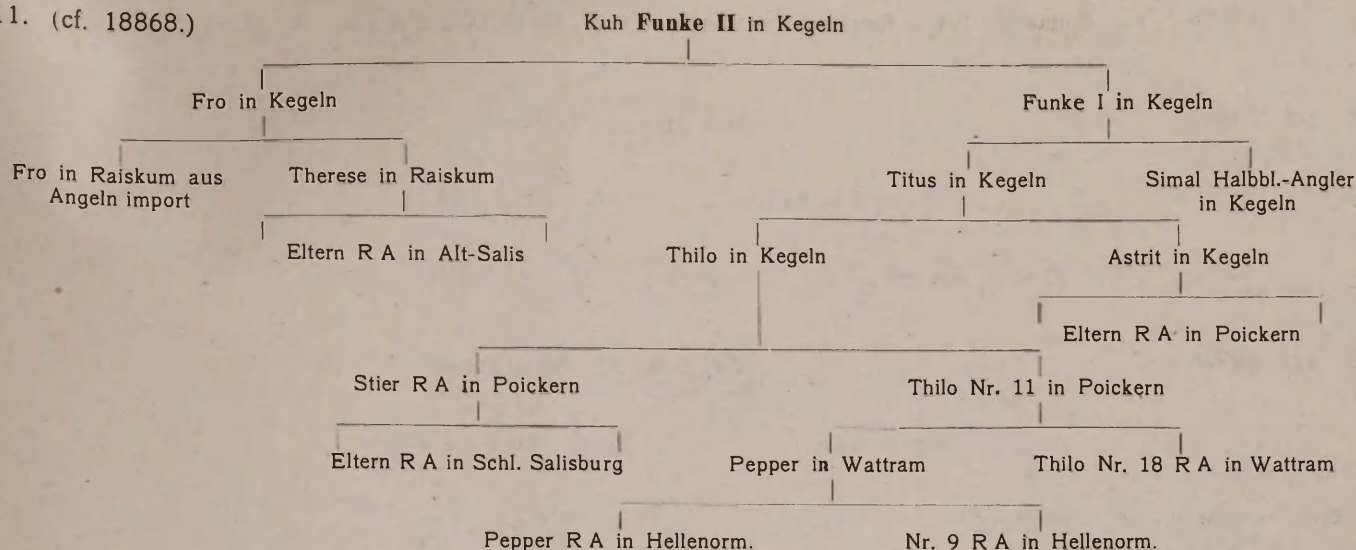 1. (cf. 18868.)
Kuh Funke II in Kegeln
Fro in Kegeln
Funke I in Kegeln
Fro in Raiskum aus
Angeln import
Therese in Raiskum
Titus in Kegeln
Simal Halbbl.-Angler
in Kegeln
Eltern R A in Alt-Salis
Thilo in Kegeln
Astrit in Kegeln
Eltern R A in Poickern
Stier R A in Poickern
Thilo Nr. 11 in Poickern
Eltern R A in Schl. Salisburg
Pepper in Wattram
Thilo Nr. 18 R A in Wattram
Pepper R A in Hellenorm.
Nr. 9 R A in Hellenorm.